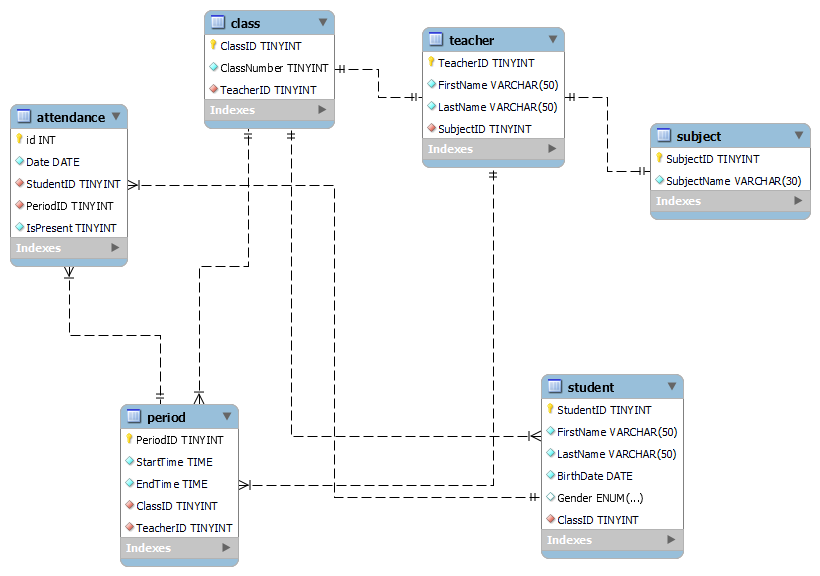 class
ClassID TINYINT
ClassNumber TINYINT
TeacherID TINYINT
Indexes
teacher
TeacherID TINYINT
FirstName VARCHAR(50)
LastName VARCHAR(50)
SubjectID TINYINT
Indexes
attendance
id INT
Date DATE
StudentID TINYINT
PeriodID TINYINT
IsPresent TINYINT
Indexes
subject
SubjectID TINYINT
SubjectName VARCHAR(30)
Indexes
period
PeriodID TINYINT
StartTime TIME
EndTime TIME
ClassID TINYINT
TeacherID TINYINT
Indexes
student
StudentID TINYINT
FirstName VARCHAR(50)
LastName VARCHAR(50)
BirthDate DATE
Gender ENUM(...)
ClassID TINYINT
Indexes